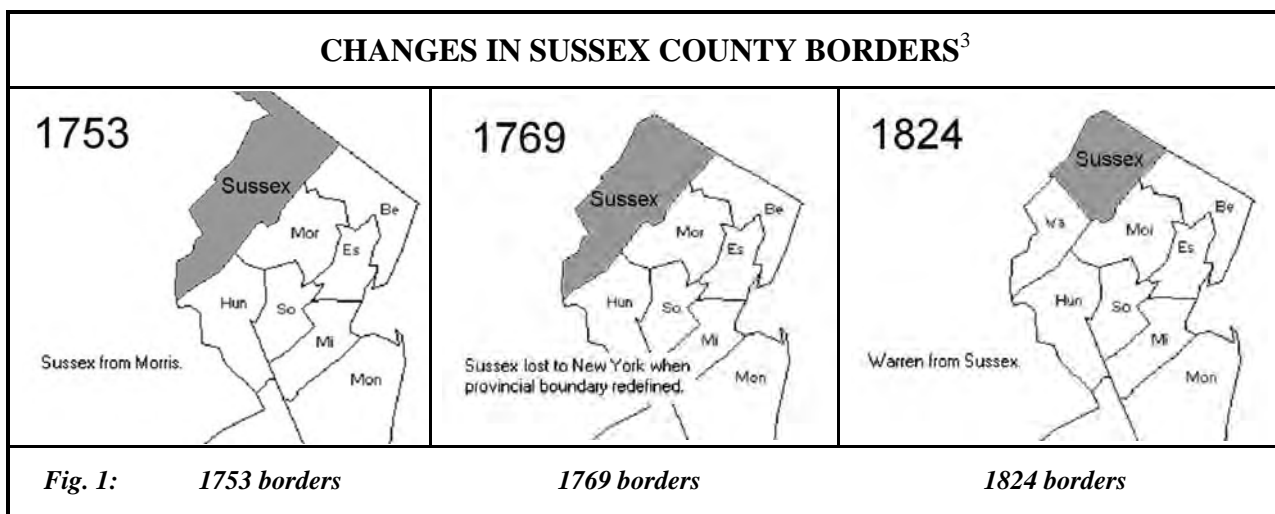 CHANGES IN SUSSEX COUNTY BORDERS3
1753
Sussex
Be
Mor
Es
Hun
So
Mi
Mon
Sussex from Morris.
1769
Sussex
Be
Mor
Es
Hun
So
Mi
Mon
Sussex lost to New York when
provincial boundary redefined.
1824
Sussex
Wa
Be
Mor
Es
Hun
So
Mi
Mon
Warren from Sussex.
Fig. 1: 1753 borders 1769 borders 1824 borders